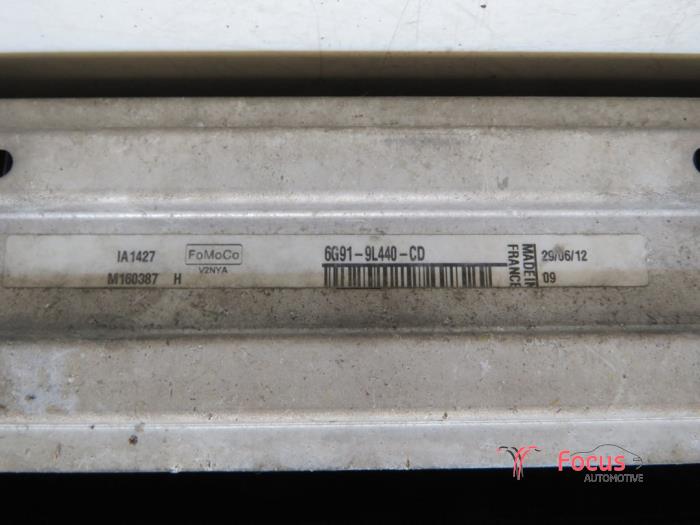 IA1427 FoMoCo 6G91-9L440-CD MADE IN FRANCE 29/06/12
M160387 H V2NYA 09
Focus
AUTOMOTIVE